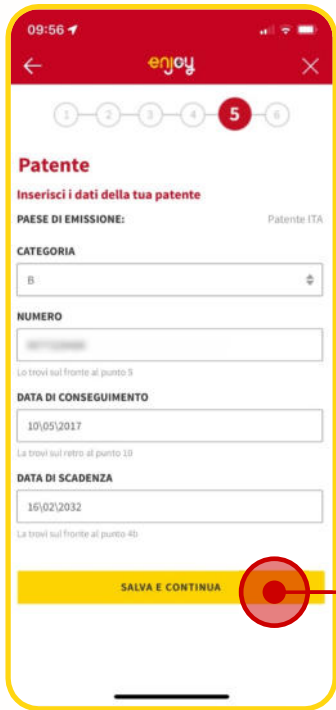 09:56
enjoy
1 2 3 4 5 6
Patente
Inserisci i dati della tua patente
PAESE DI EMISSIONE: Patente ITA
CATEGORIA
B
NUMERO
Lo trovi sul fronte al punto 5
DATA DI CONSEGUIMENTO
10\05\2017
La trovi sul retro al punto 10
DATA DI SCADENZA
16\02\2032
La trovi sul fronte al punto 4b
SALVA E CONTINUA